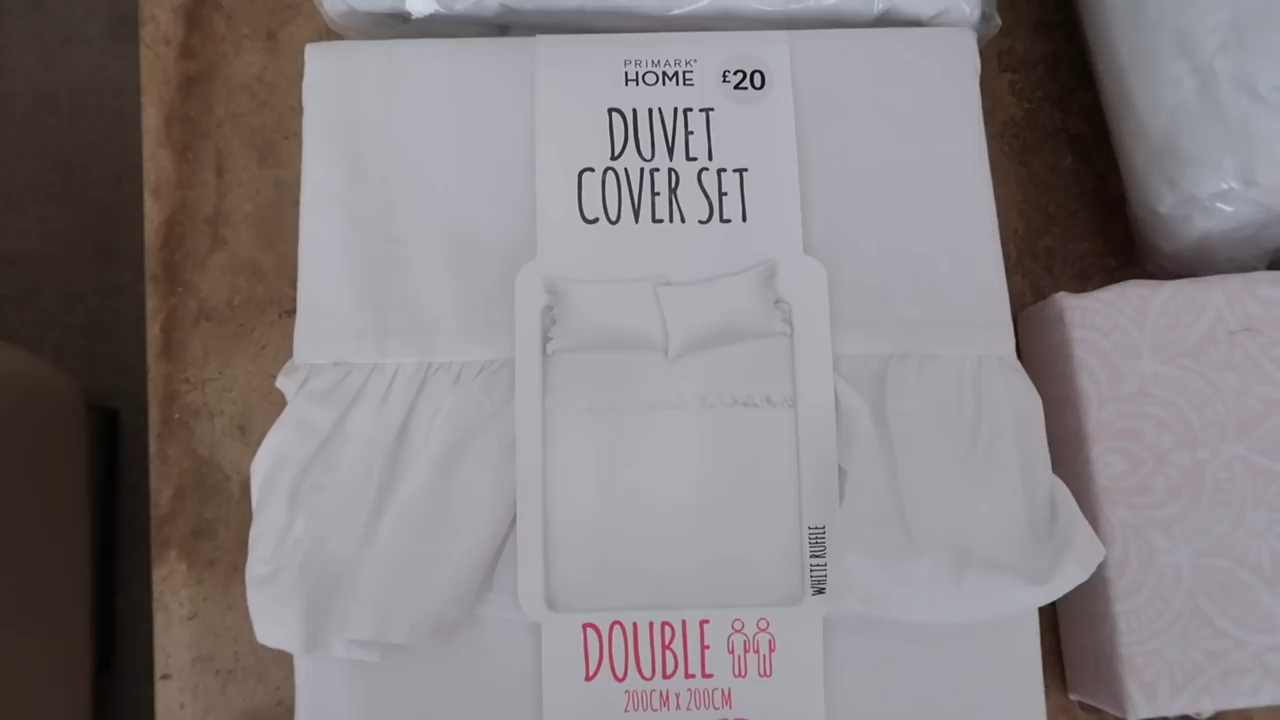 PRIMARK®
HOME
£20
DUVET
COVER SET
WHITE RUFFLE
DOUBLE
200CM X 200CM